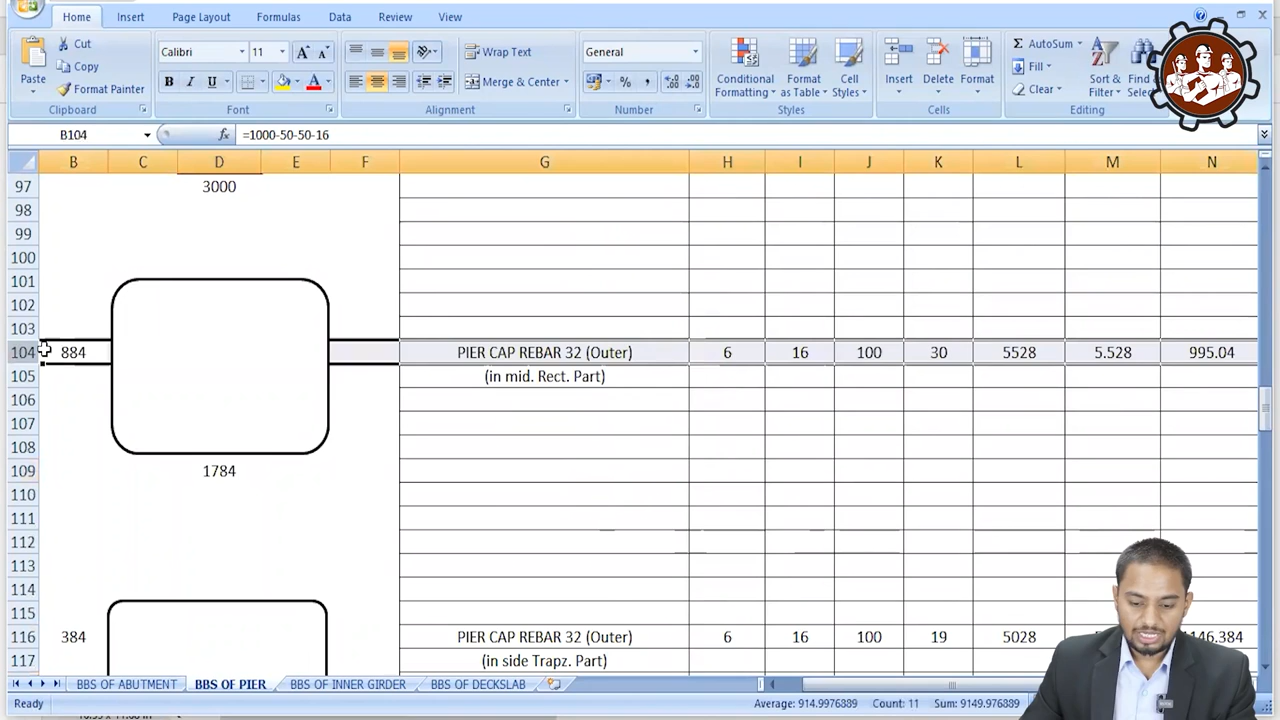 Home Insert Page Layout Formulas Data Review View
Cut
Copy
Format Painter
Paste
Calibri 11
B I U
Wrap Text
Merge & Center
General
Conditional Formatting
Format as Table
Cell Styles
Insert Delete Format
AutoSum
Fill
Clear
Sort & Filter
Find &
Clipboard Font Alignment Number Styles Cells Editing
B104 fx =1000-50-50-16
B C D E F G H I J K L M N
97 3000
98
99
100
101
102
103
104 884 PIER CAP REBAR 32 (Outer) 6 16 100 30 5528 5.528 995.04
105 (in mid. Rect. Part)
106
107
108
109 1784
110
111
112
113
114
115
116 384 PIER CAP REBAR 32 (Outer) 6 16 100 19 5028
117 (in side Trapz. Part)
BBS OF ABUTMENT BBS OF PIER BBS OF INNER GIRDER BBS OF DECKSLAB
Ready Average: 914.9976889 Count: 11 Sum: 9149.976889